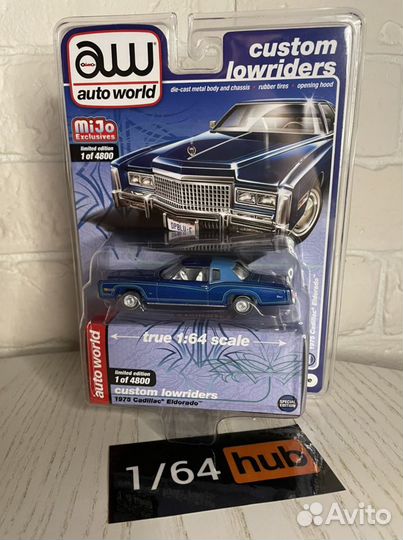 aw
auto world
custom
lowriders
die-cast metal body and chassis • rubber tires • opening hood
MiJo
Exclusives
limited edition
1 of 4800
true 1:64 scale
auto world
limited edition
1 of 4800
custom lowriders
1975 Cadillac® Eldorado™
SPECIAL
EDITION
1975 Cadillac® Eldorado™
1/64 hub
Avito